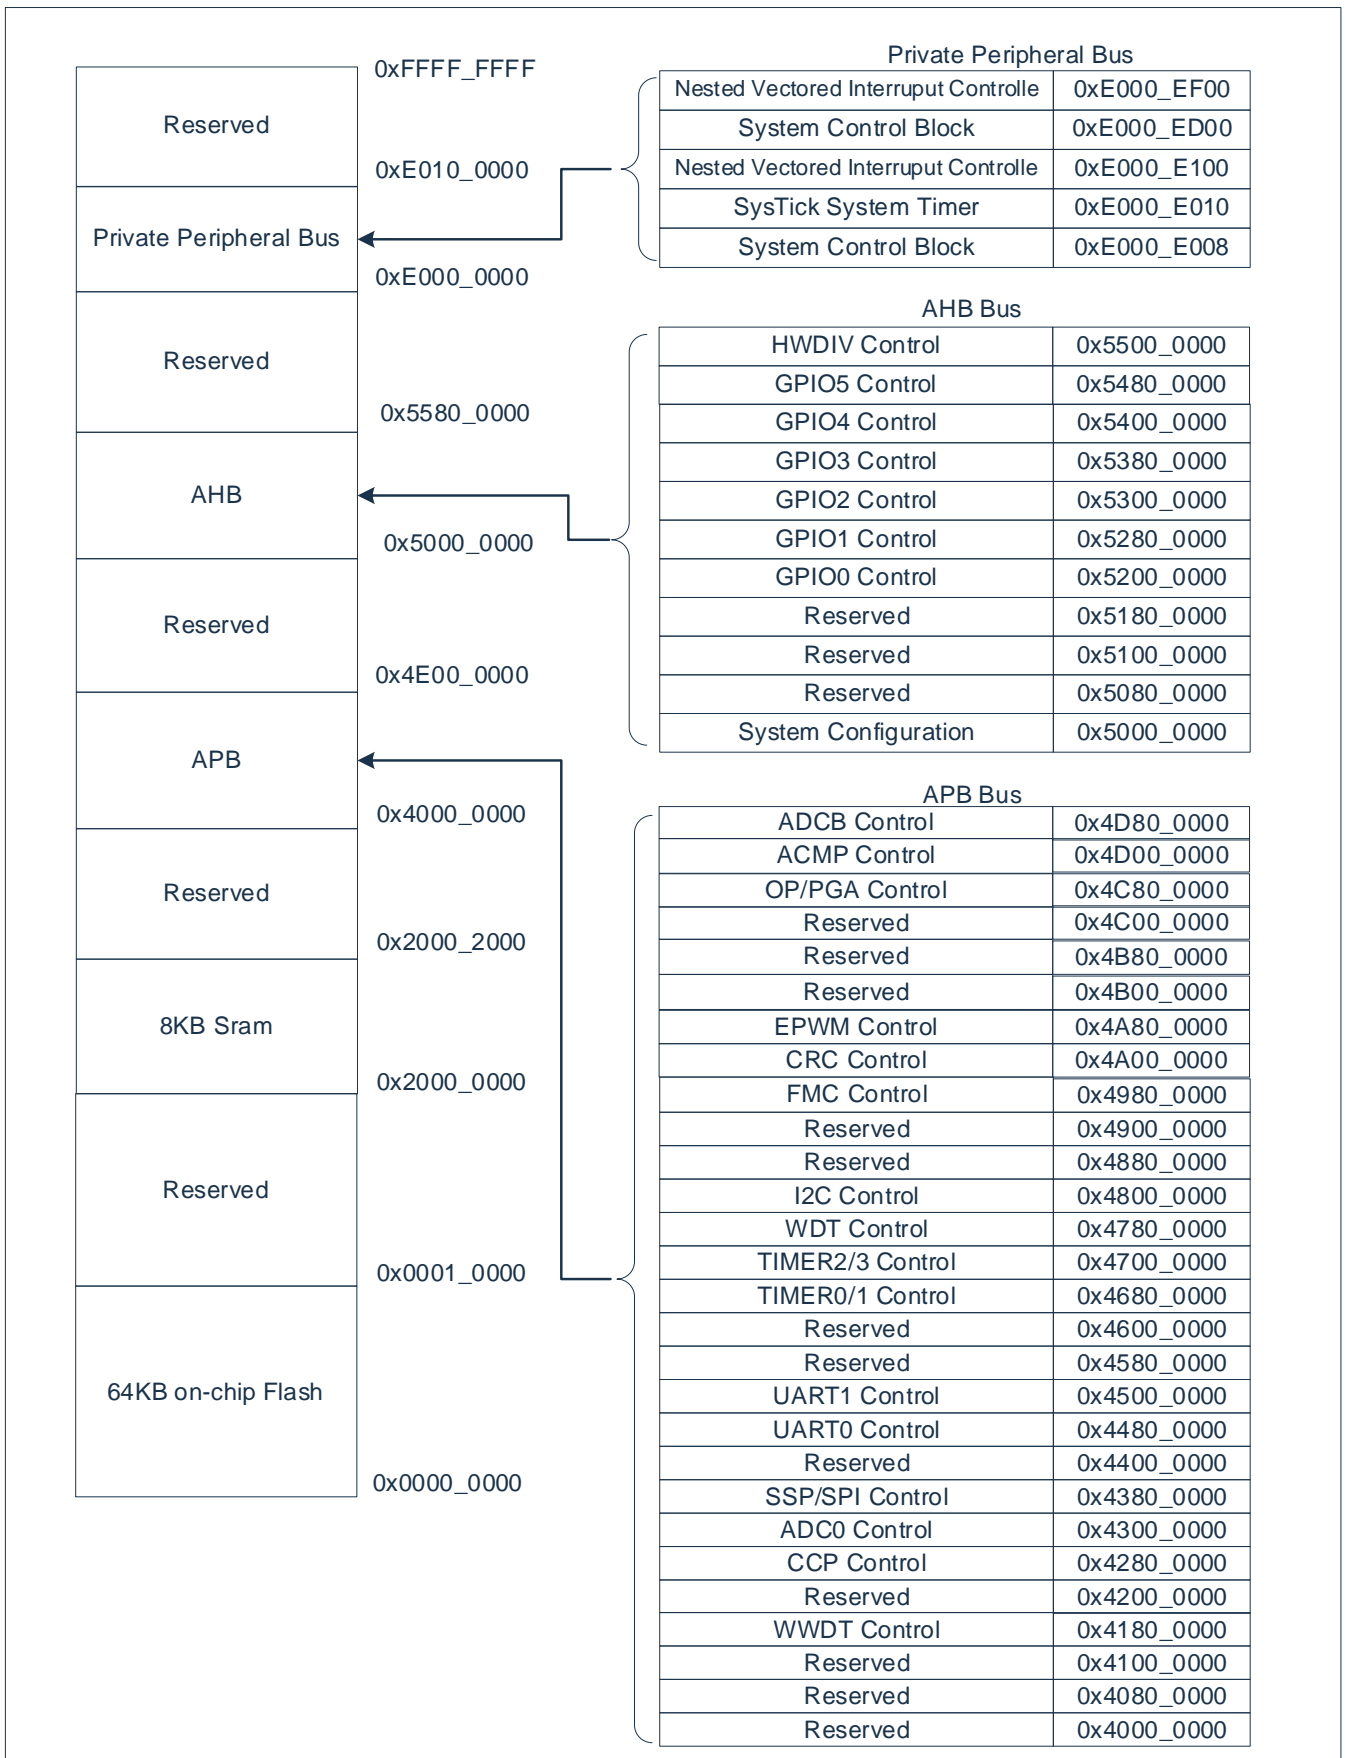 0xFFFF_FFFF
Reserved
0xE010_0000
Private Peripheral Bus
0xE000_0000
Reserved
0x5580_0000
AHB
0x5000_0000
Reserved
0x4E00_0000
APB
0x4000_0000
Reserved
0x2000_2000
8KB Sram
0x2000_0000
Reserved
0x0001_0000
64KB on-chip Flash
0x0000_0000
Private Peripheral Bus
Nested Vectored Interruput Controlle 0xE000_EF00
System Control Block 0xE000_ED00
Nested Vectored Interruput Controlle 0xE000_E100
SysTick System Timer 0xE000_E010
System Control Block 0xE000_E008
AHB Bus
HWDIV Control 0x5500_0000
GPIO5 Control 0x5480_0000
GPIO4 Control 0x5400_0000
GPIO3 Control 0x5380_0000
GPIO2 Control 0x5300_0000
GPIO1 Control 0x5280_0000
GPIO0 Control 0x5200_0000
Reserved 0x5180_0000
Reserved 0x5100_0000
Reserved 0x5080_0000
System Configuration 0x5000_0000
APB Bus
ADCB Control 0x4D80_0000
ACMP Control 0x4D00_0000
OP/PGA Control 0x4C80_0000
Reserved 0x4C00_0000
Reserved 0x4B80_0000
Reserved 0x4B00_0000
EPWM Control 0x4A80_0000
CRC Control 0x4A00_0000
FMC Control 0x4980_0000
Reserved 0x4900_0000
Reserved 0x4880_0000
I2C Control 0x4800_0000
WDT Control 0x4780_0000
TIMER2/3 Control 0x4700_0000
TIMER0/1 Control 0x4680_0000
Reserved 0x4600_0000
Reserved 0x4580_0000
UART1 Control 0x4500_0000
UART0 Control 0x4480_0000
Reserved 0x4400_0000
SSP/SPI Control 0x4380_0000
ADC0 Control 0x4300_0000
CCP Control 0x4280_0000
Reserved 0x4200_0000
WWDT Control 0x4180_0000
Reserved 0x4100_0000
Reserved 0x4080_0000
Reserved 0x4000_0000